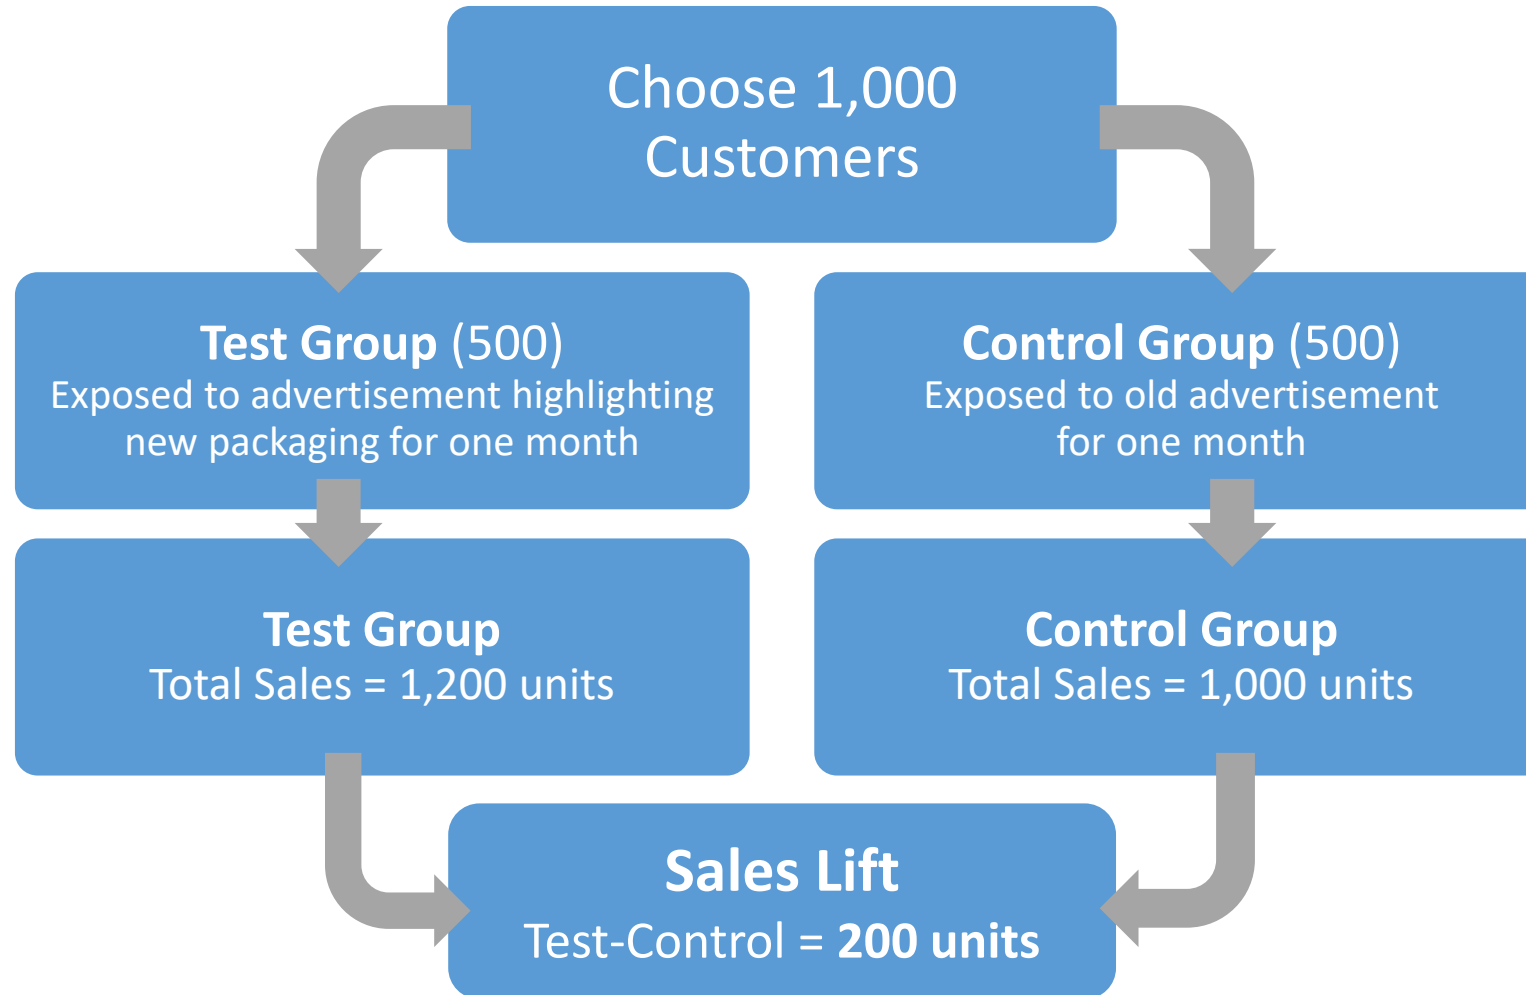 Choose 1,000
Customers
Test Group (500)
Exposed to advertisement highlighting
new packaging for one month
Control Group (500)
Exposed to old advertisement
for one month
Test Group
Total Sales = 1,200 units
Control Group
Total Sales = 1,000 units
Sales Lift
Test-Control = 200 units